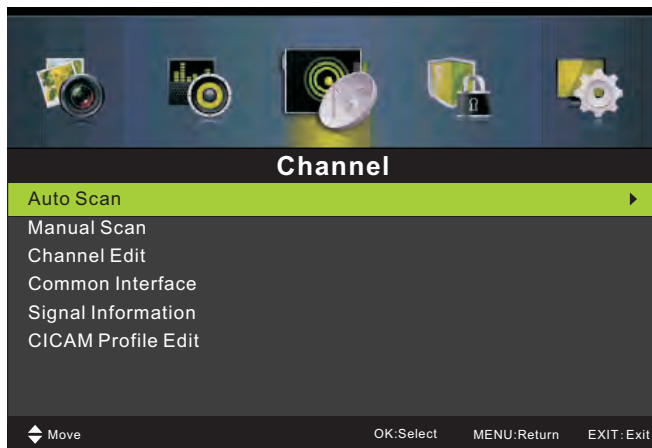 Channel
Auto Scan
Manual Scan
Channel Edit
Common Interface
Signal Information
CICAM Profile Edit
Move OK:Select MENU:Return EXIT:Exit